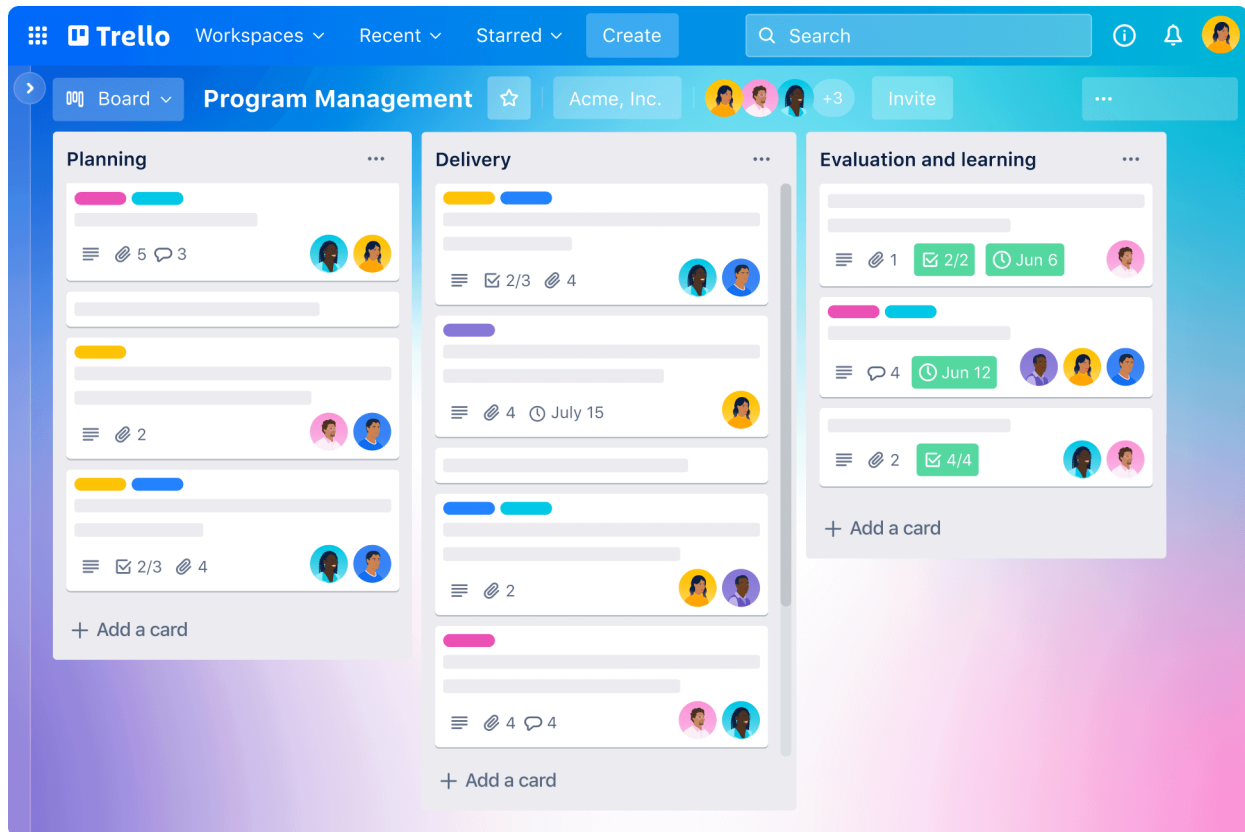 Trello Workspaces Recent Starred Create Search
Board Program Management Acme, Inc. +3 Invite
Planning
5 3
2
2/3 4
+ Add a card
Delivery
2/3 4
4 July 15
2
4 4
+ Add a card
Evaluation and learning
1 2/2 Jun 6
4 Jun 12
2 4/4
+ Add a card